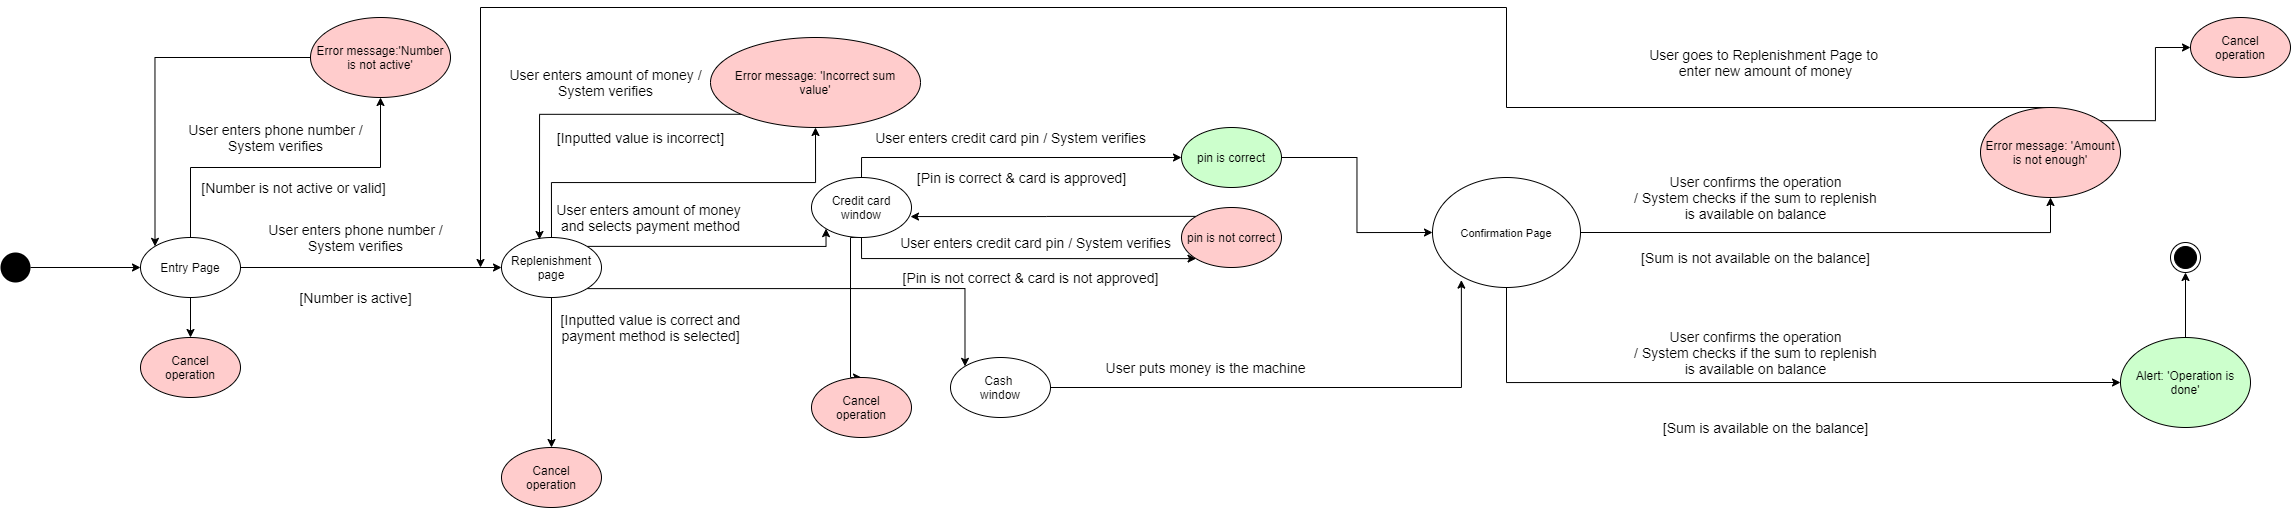 Error message:'Number
is not active'
User enters phone number /
System verifies
[Number is not active or valid]
User enters phone number /
System verifies
Entry Page
[Number is active]
Cancel
operation
User enters amount of money /
System verifies
Error message: 'Incorrect sum
value'
[Inputted value is incorrect]
User enters amount of money
and selects payment method
Replenishment
page
[Inputted value is correct and
payment method is selected]
Cancel
operation
Credit card
window
User enters credit card pin / System verifies
pin is correct
[Pin is correct & card is approved]
pin is not correct
User enters credit card pin / System verifies
[Pin is not correct & card is not approved]
Cancel
operation
Cash
window
User puts money is the machine
Confirmation Page
User goes to Replenishment Page to
enter new amount of money
Cancel
operation
Error message: 'Amount
is not enough'
User confirms the operation
/ System checks if the sum to replenish
is available on balance
[Sum is not available on the balance]
User confirms the operation
/ System checks if the sum to replenish
is available on balance
Alert: 'Operation is
done'
[Sum is available on the balance]